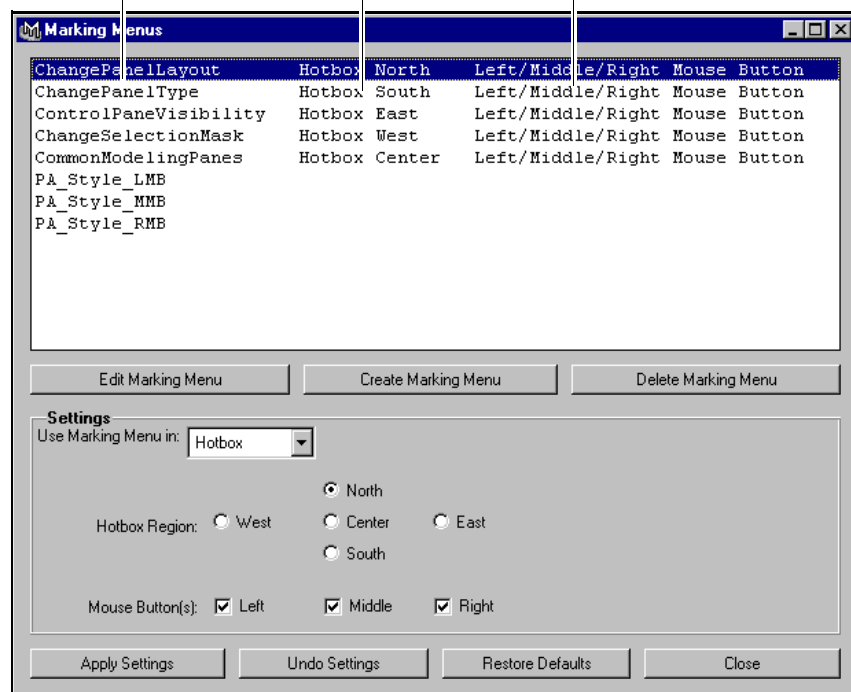 Marking Menus
ChangePanelLayout Hotbox North Left/Middle/Right Mouse Button
ChangePanelType Hotbox South Left/Middle/Right Mouse Button
ControlPaneVisibility Hotbox East Left/Middle/Right Mouse Button
ChangeSelectionMask Hotbox West Left/Middle/Right Mouse Button
CommonModelingPanes Hotbox Center Left/Middle/Right Mouse Button
PA_Style_LMB
PA_Style_MMB
PA_Style_RMB
Edit Marking Menu Create Marking Menu Delete Marking Menu
Settings
Use Marking Menu in: Hotbox
North
Hotbox Region: West Center East
South
Mouse Button(s): Left Middle Right
Apply Settings Undo Settings Restore Defaults Close